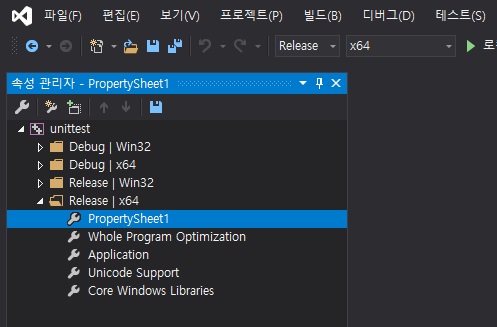 파일(F) 편집(E) 보기(V) 프로젝트(P) 빌드(B) 디버그(D) 테스트(S)
Release x64 로
속성 관리자 - PropertySheet1
unittest
Debug | Win32
Debug | x64
Release | Win32
Release | x64
PropertySheet1
Whole Program Optimization
Application
Unicode Support
Core Windows Libraries